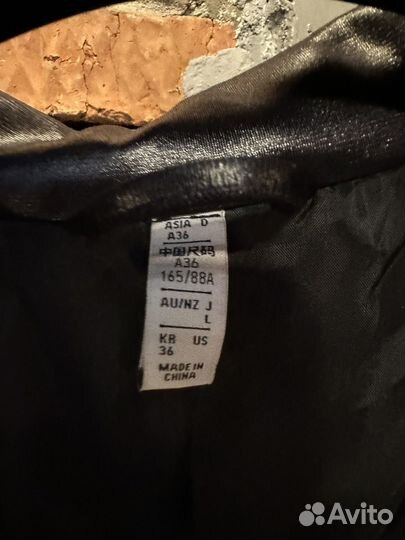 ASIA D
A36
中国尺码
A36
165/88A
AU/NZ J
L
KR US
36
MADE IN
CHINA
Avito